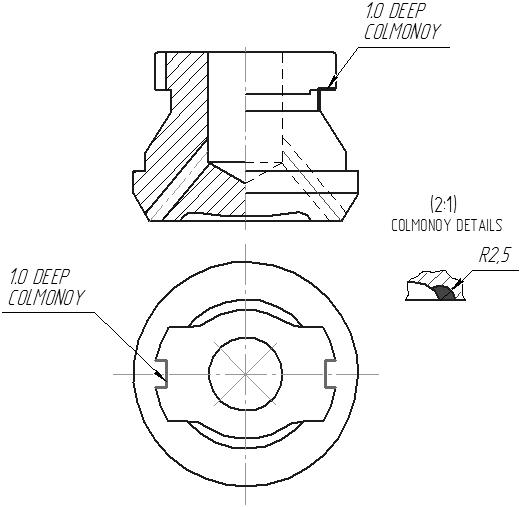 1.0 DEEP
COLMONOY
(2:1)
COLMONOY DETAILS
R2,5
1.0 DEEP
COLMONOY